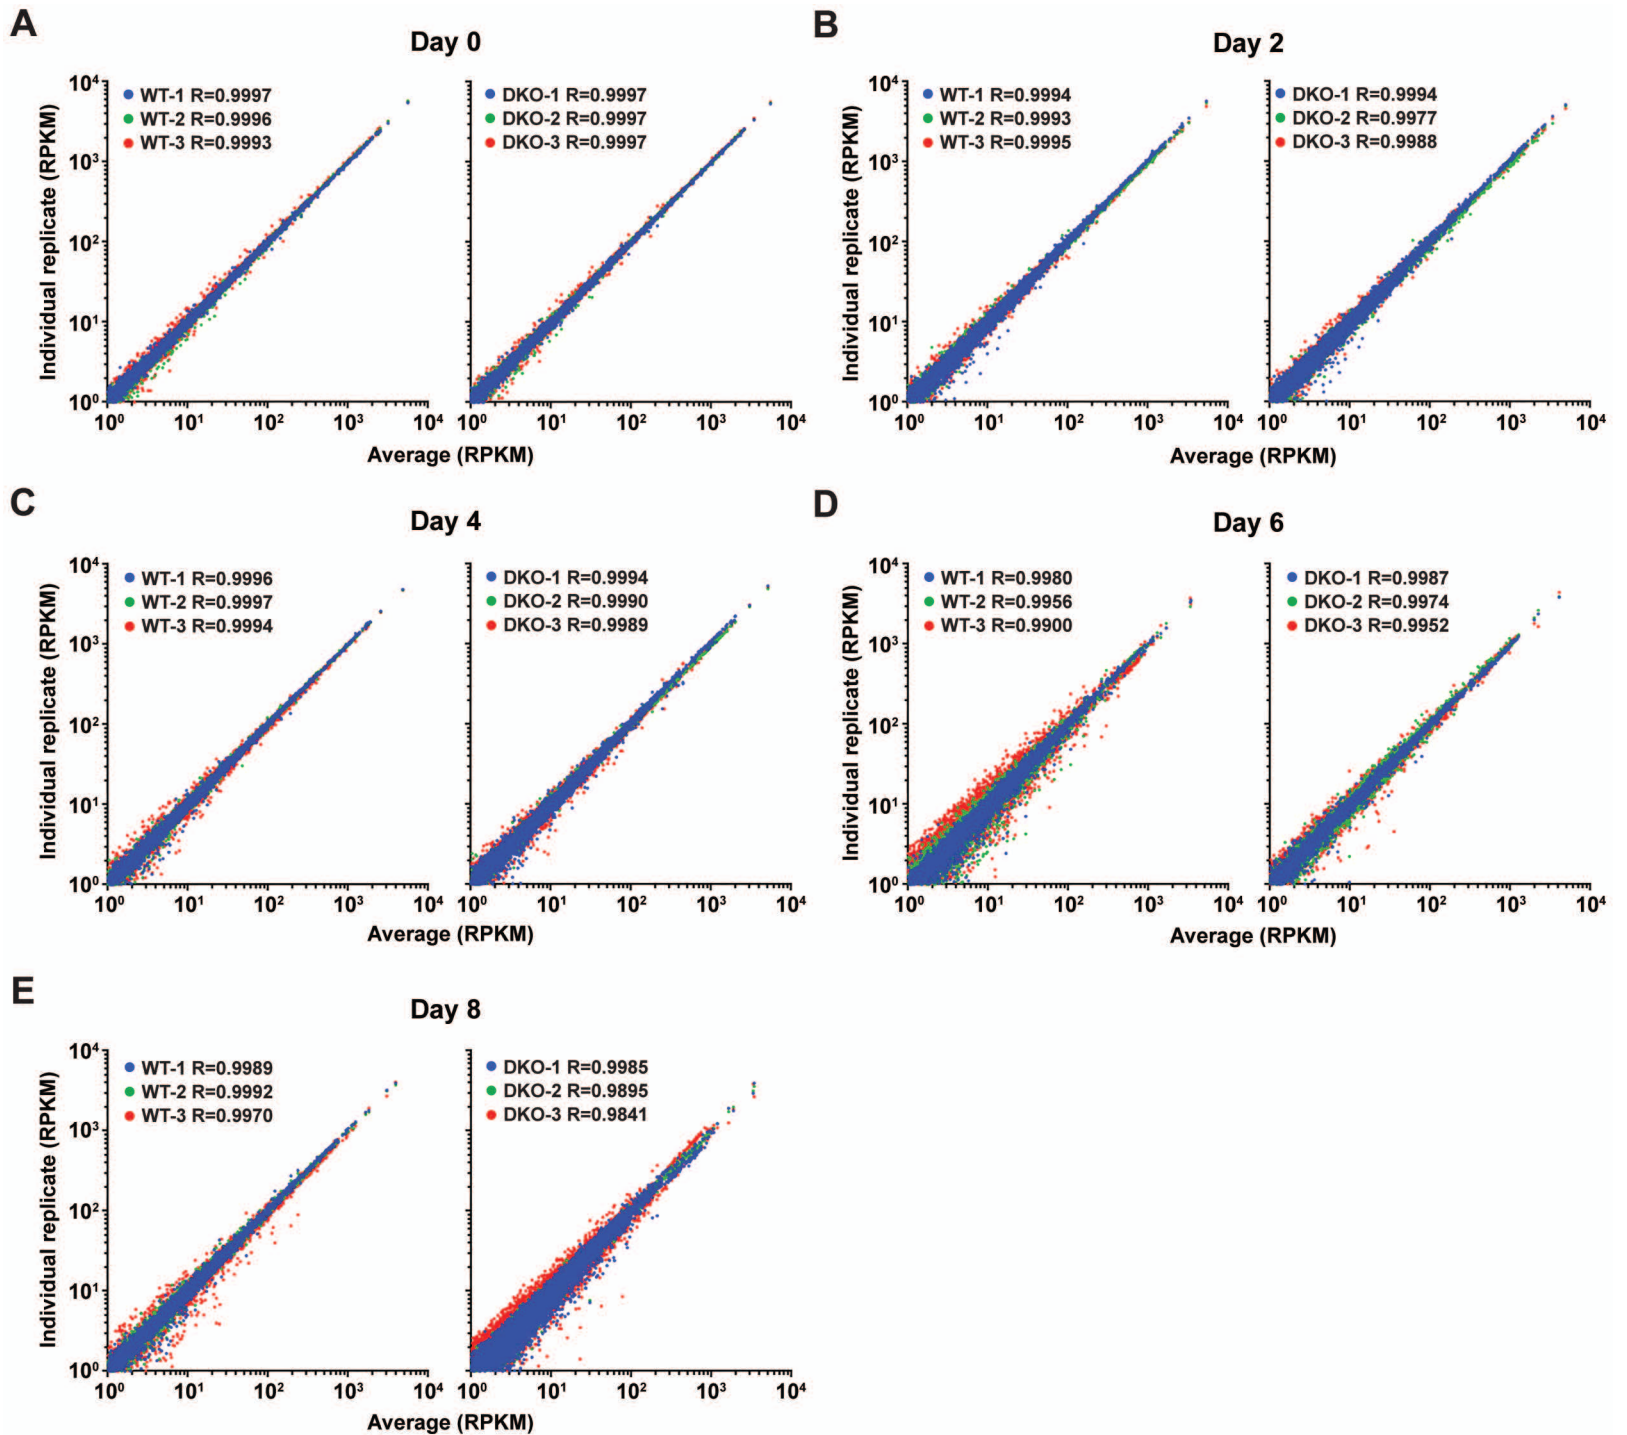 A
Day 0
Individual replicate (RPKM)
10⁴
10³
10²
10¹
10⁰
WT-1 R=0.9997
WT-2 R=0.9996
WT-3 R=0.9993
10⁰ 10¹ 10² 10³ 10⁴
DKO-1 R=0.9997
DKO-2 R=0.9997
DKO-3 R=0.9997
10⁰ 10¹ 10² 10³ 10⁴
Average (RPKM)
B
Day 2
Individual replicate (RPKM)
10⁴
10³
10²
10¹
10⁰
WT-1 R=0.9994
WT-2 R=0.9993
WT-3 R=0.9995
10⁰ 10¹ 10² 10³ 10⁴
DKO-1 R=0.9994
DKO-2 R=0.9977
DKO-3 R=0.9988
10⁰ 10¹ 10² 10³ 10⁴
Average (RPKM)
C
Day 4
Individual replicate (RPKM)
10⁴
10³
10²
10¹
10⁰
WT-1 R=0.9996
WT-2 R=0.9997
WT-3 R=0.9994
10⁰ 10¹ 10² 10³ 10⁴
DKO-1 R=0.9994
DKO-2 R=0.9990
DKO-3 R=0.9989
10⁰ 10¹ 10² 10³ 10⁴
Average (RPKM)
D
Day 6
Individual replicate (RPKM)
10⁴
10³
10²
10¹
10⁰
WT-1 R=0.9980
WT-2 R=0.9956
WT-3 R=0.9900
10⁰ 10¹ 10² 10³ 10⁴
DKO-1 R=0.9987
DKO-2 R=0.9974
DKO-3 R=0.9952
10⁰ 10¹ 10² 10³ 10⁴
Average (RPKM)
E
Day 8
Individual replicate (RPKM)
10⁴
10³
10²
10¹
10⁰
WT-1 R=0.9989
WT-2 R=0.9992
WT-3 R=0.9970
10⁰ 10¹ 10² 10³ 10⁴
DKO-1 R=0.9985
DKO-2 R=0.9895
DKO-3 R=0.9841
10⁰ 10¹ 10² 10³ 10⁴
Average (RPKM)